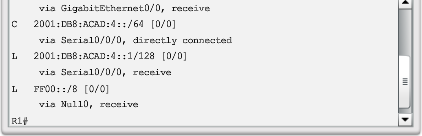 via GigabitEthernet0/0, receive
C 2001:DB8:ACAD:4::/64 [0/0]
via Serial0/0/0, directly connected
L 2001:DB8:ACAD:4::1/128 [0/0]
via Serial0/0/0, receive
L FF00::/8 [0/0]
via Null0, receive
R1#